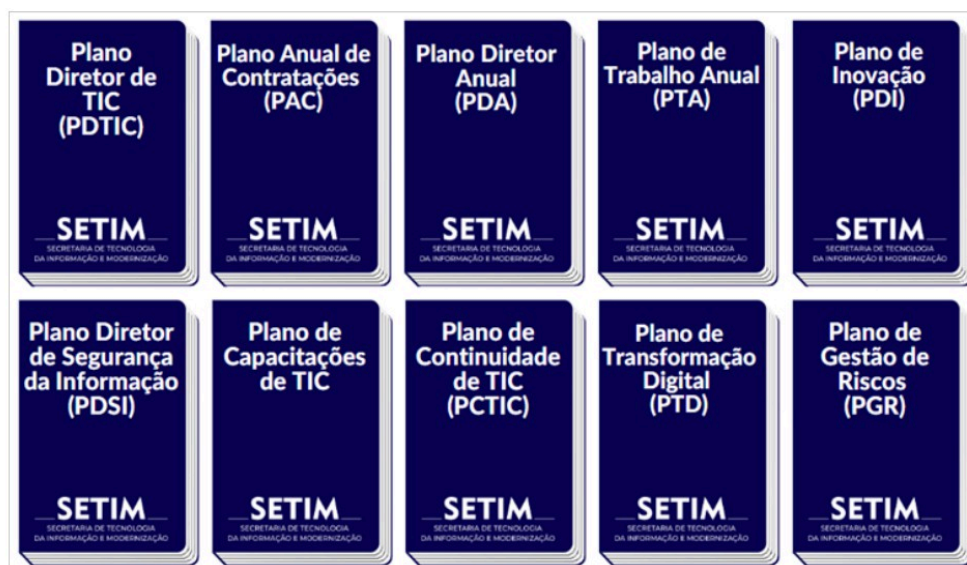 Plano
Diretor de
TIC
(PDTIC)
SETIM
SECRETARIA DE TECNOLOGIA
DA INFORMAÇÃO E MODERNIZAÇÃO
Plano Anual de
Contratações
(PAC)
SETIM
SECRETARIA DE TECNOLOGIA
DA INFORMAÇÃO E MODERNIZAÇÃO
Plano Diretor
Anual
(PDA)
SETIM
SECRETARIA DE TECNOLOGIA
DA INFORMAÇÃO E MODERNIZAÇÃO
Plano de
Trabalho Anual
(PTA)
SETIM
SECRETARIA DE TECNOLOGIA
DA INFORMAÇÃO E MODERNIZAÇÃO
Plano de
Inovação
(PDI)
SETIM
SECRETARIA DE TECNOLOGIA
DA INFORMAÇÃO E MODERNIZAÇÃO
Plano Diretor
de Segurança
da Informação
(PDSI)
SETIM
SECRETARIA DE TECNOLOGIA
DA INFORMAÇÃO E MODERNIZAÇÃO
Plano de
Capacitações
de TIC
SETIM
SECRETARIA DE TECNOLOGIA
DA INFORMAÇÃO E MODERNIZAÇÃO
Plano de
Continuidade
de TIC
(PCTIC)
SETIM
SECRETARIA DE TECNOLOGIA
DA INFORMAÇÃO E MODERNIZAÇÃO
Plano de
Transformação
Digital
(PTD)
SETIM
SECRETARIA DE TECNOLOGIA
DA INFORMAÇÃO E MODERNIZAÇÃO
Plano de
Gestão de
Riscos
(PGR)
SETIM
SECRETARIA DE TECNOLOGIA
DA INFORMAÇÃO E MODERNIZAÇÃO